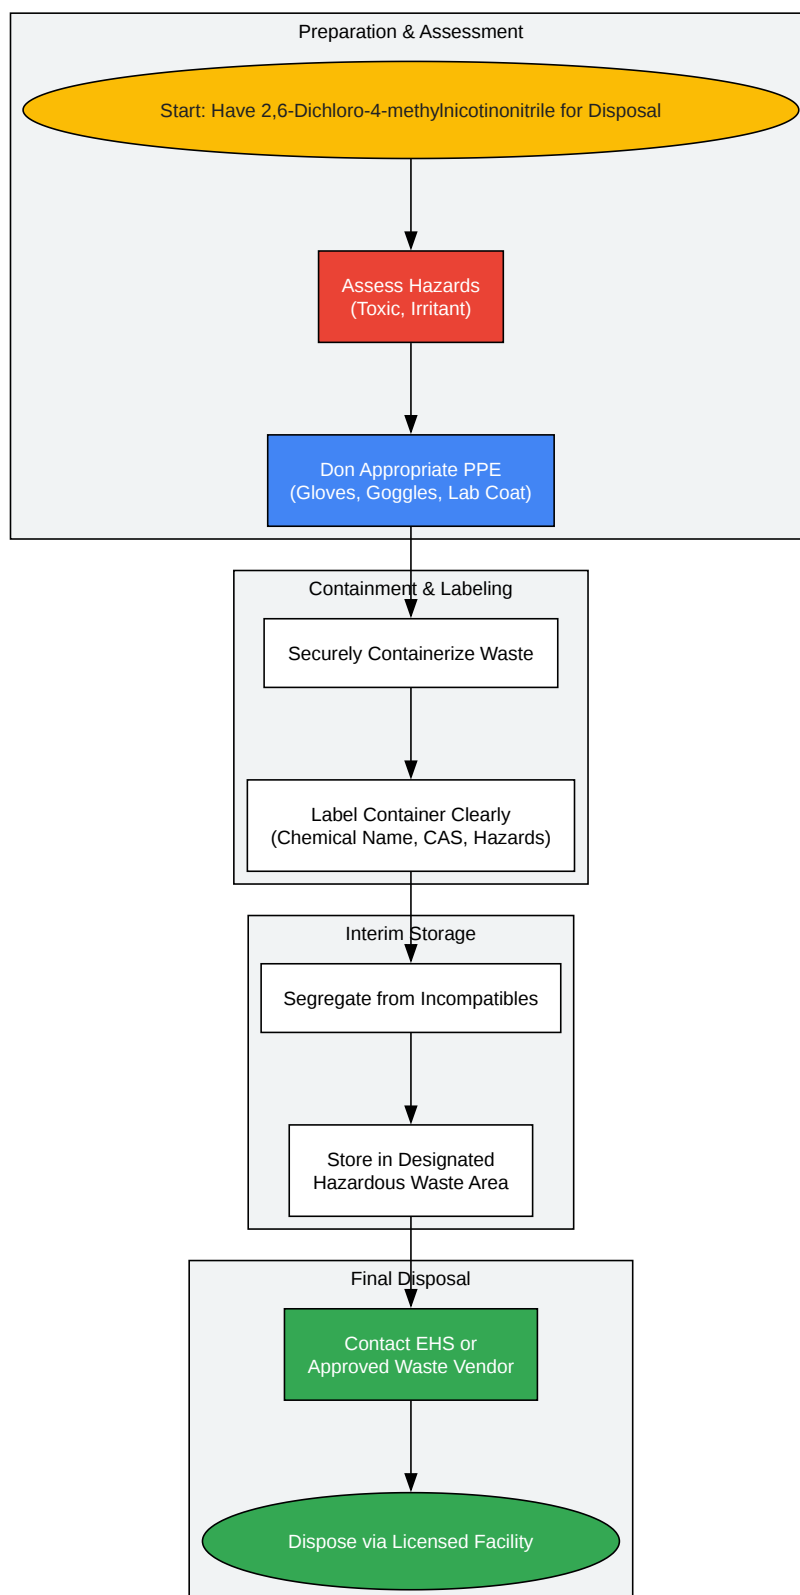 Preparation & Assessment
Start: Have 2,6-Dichloro-4-methylnicotinonitrile for Disposal
Assess Hazards
(Toxic, Irritant)
Don Appropriate PPE
(Gloves, Goggles, Lab Coat)
Containment & Labeling
Securely Containerize Waste
Label Container Clearly
(Chemical Name, CAS, Hazards)
Interim Storage
Segregate from Incompatibles
Store in Designated
Hazardous Waste Area
Final Disposal
Contact EHS or
Approved Waste Vendor
Dispose via Licensed Facility